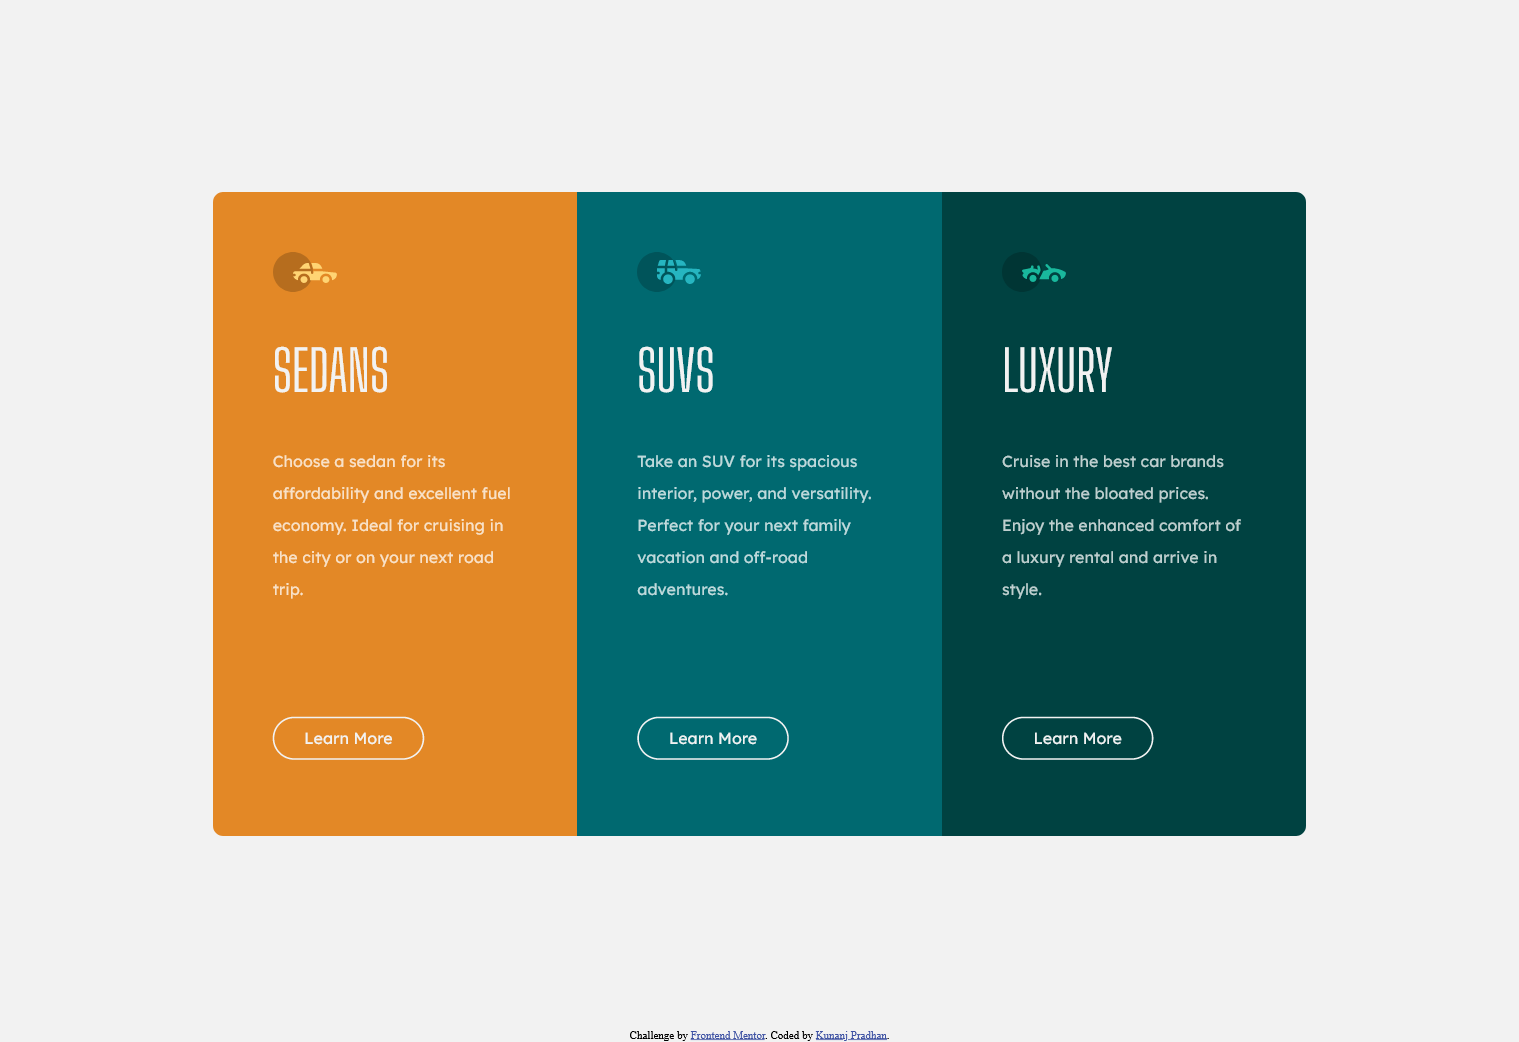 SEDANS
Choose a sedan for its
affordability and excellent fuel
economy. Ideal for cruising in
the city or on your next road
trip.
Learn More
SUVS
Take an SUV for its spacious
interior, power, and versatility.
Perfect for your next family
vacation and off-road
adventures.
Learn More
LUXURY
Cruise in the best car brands
without the bloated prices.
Enjoy the enhanced comfort of
a luxury rental and arrive in
style.
Learn More
Challenge by Frontend Mentor. Coded by Kunanj Pradhan.